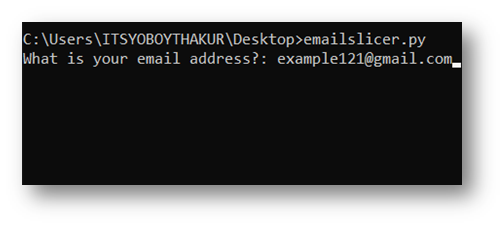 C:\Users\ITSYOBOYTHAKUR\Desktop>emailslicer.py
What is your email address?: example121@gmail.com